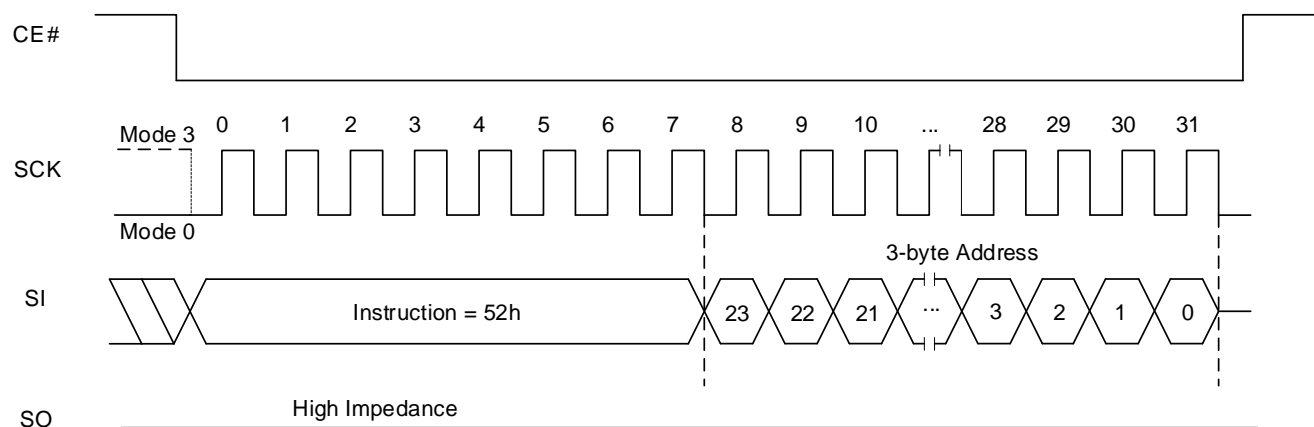 CE#
Mode 3 0 1 2 3 4 5 6 7 8 9 10 ... 28 29 30 31
SCK
Mode 0
3-byte Address
SI Instruction = 52h 23 22 21 ... 3 2 1 0
High Impedance
SO